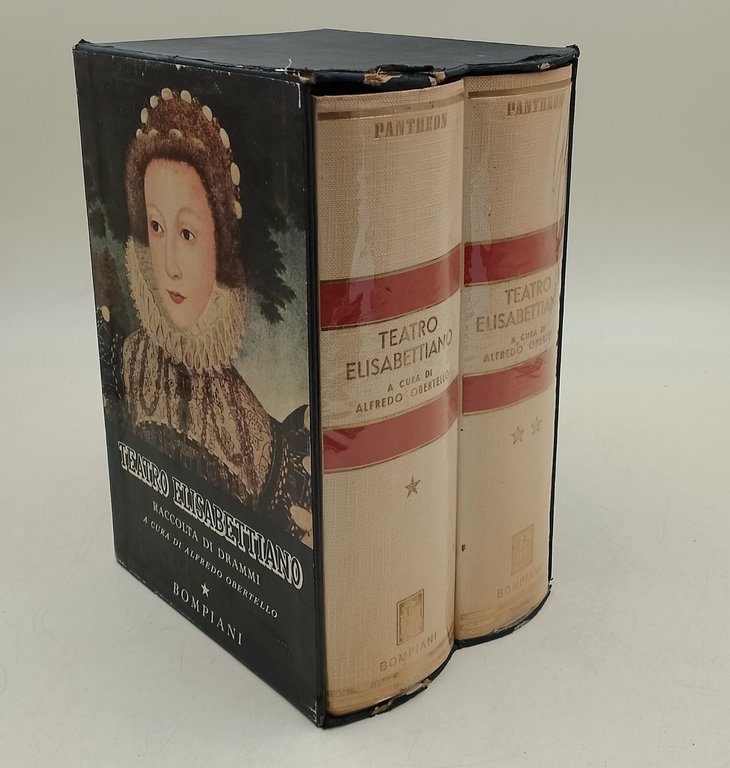 TEATRO ELISABETTIANO
RACCOLTA DI DRAMMI
A CURA DI ALFREDO OBERTELLO
BOMPIANI
PANTHEON
TEATRO
ELISABETTIANO
A CURA DI
ALFREDO OBERTELLO
BOMPIANI
PANTHEON
TEATRO
ELISABETTIANO
A CURA DI
ALFREDO
BOMPIANI